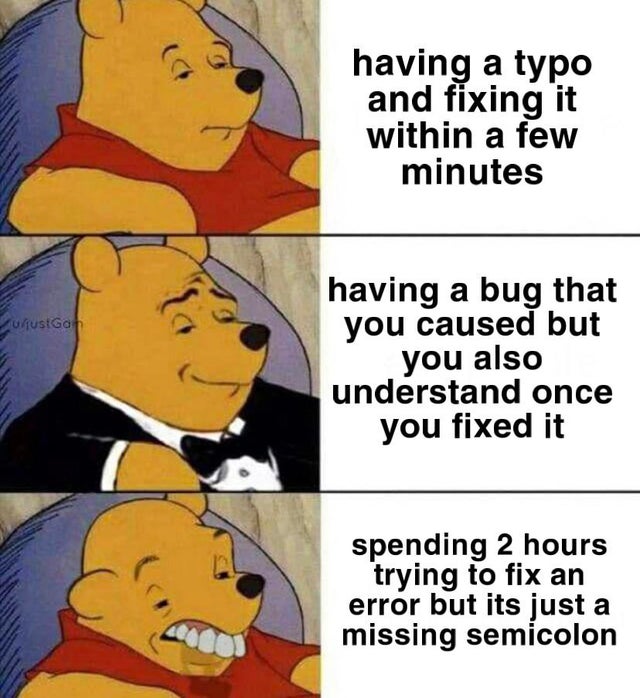 having a typo
and fixing it
within a few
minutes
having a bug that
you caused but
you also
understand once
you fixed it
spending 2 hours
trying to fix an
error but its just a
missing semicolon